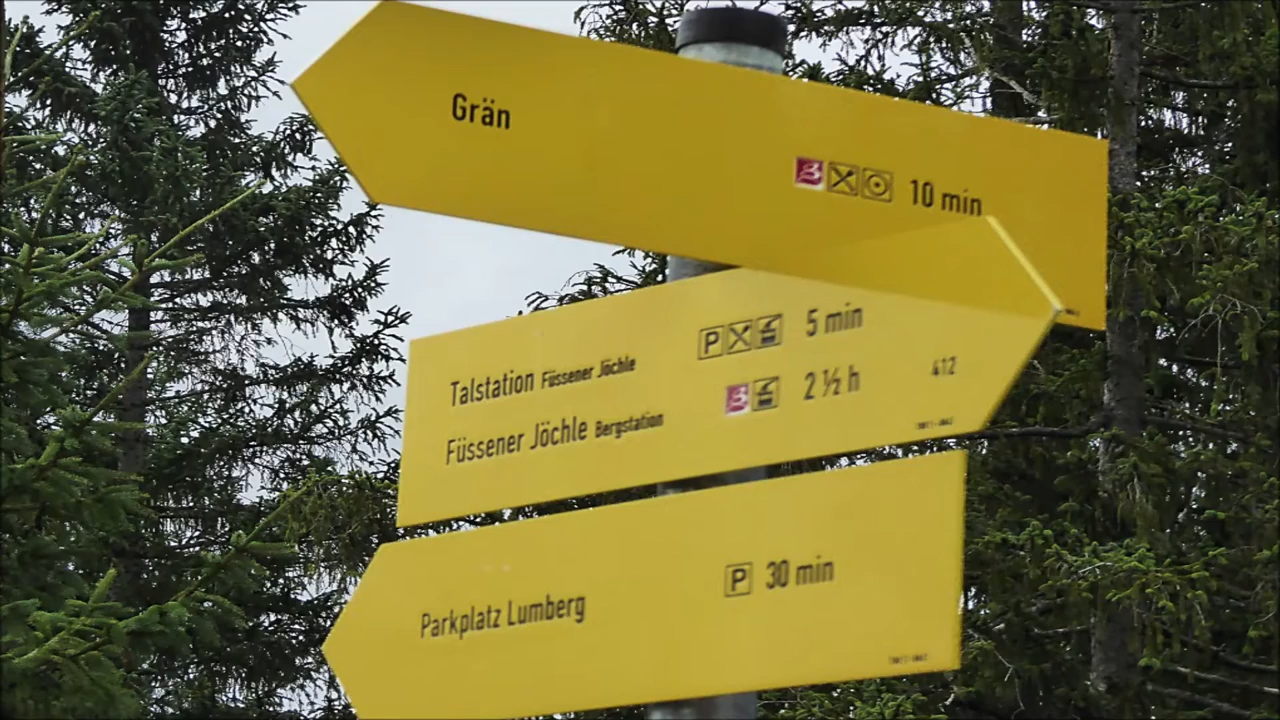 Grän
10 min
Talstation Füssener Jöchle P 5 min
Füssener Jöchle Bergstation 2 ½ h 412
Parkplatz Lumberg P 30 min